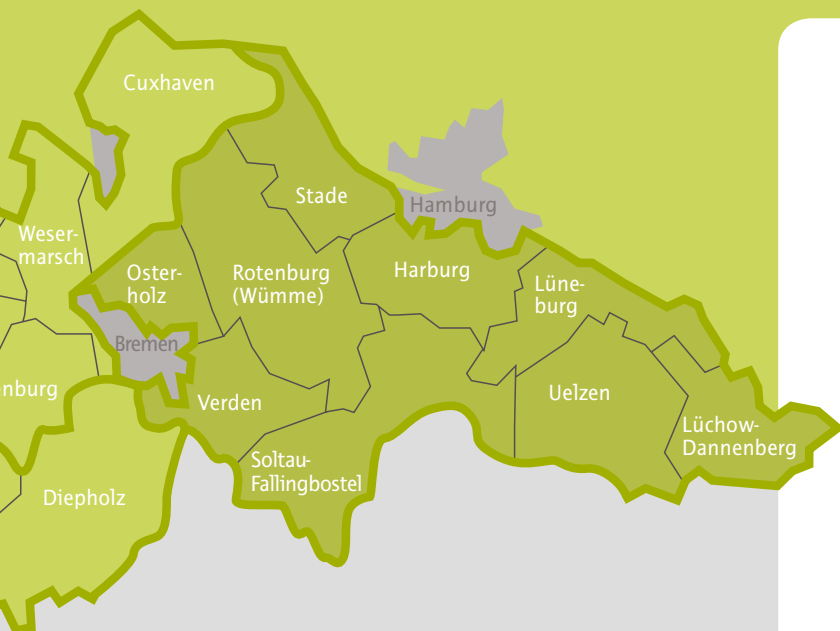 Cuxhaven
Stade
Hamburg
Weser-
marsch
Oster-
holz
Rotenburg
(Wümme)
Harburg
Lüne-
burg
Bremen
nburg
Verden
Uelzen
Lüchow-
Dannenberg
Soltau-
Fallingbostel
Diepholz